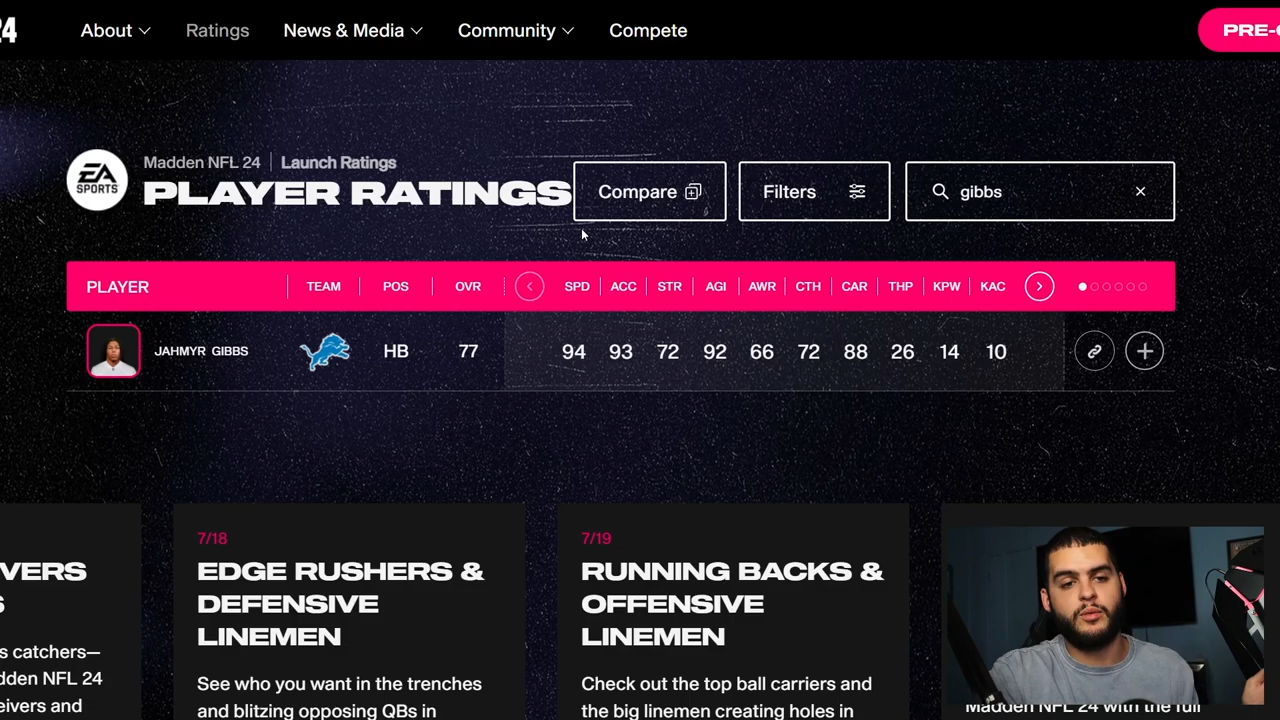 24
About
Ratings
News & Media
Community
Compete
PRE-
EA
SPORTS
Madden NFL 24 | Launch Ratings
PLAYER RATINGS
Compare
Filters
gibbs
PLAYER TEAM POS OVR SPD ACC STR AGI AWR CTH CAR THP KPW KAC
JAHMYR GIBBS HB 77 94 93 72 92 66 72 88 26 14 10
VERS
S
s catchers—
dden NFL 24
eivers and
7/18
EDGE RUSHERS &
DEFENSIVE
LINEMEN
See who you want in the trenches
and blitzing opposing QBs in
7/19
RUNNING BACKS &
OFFENSIVE
LINEMEN
Check out the top ball carriers and
the big linemen creating holes in
Madden NFL 24 with the full